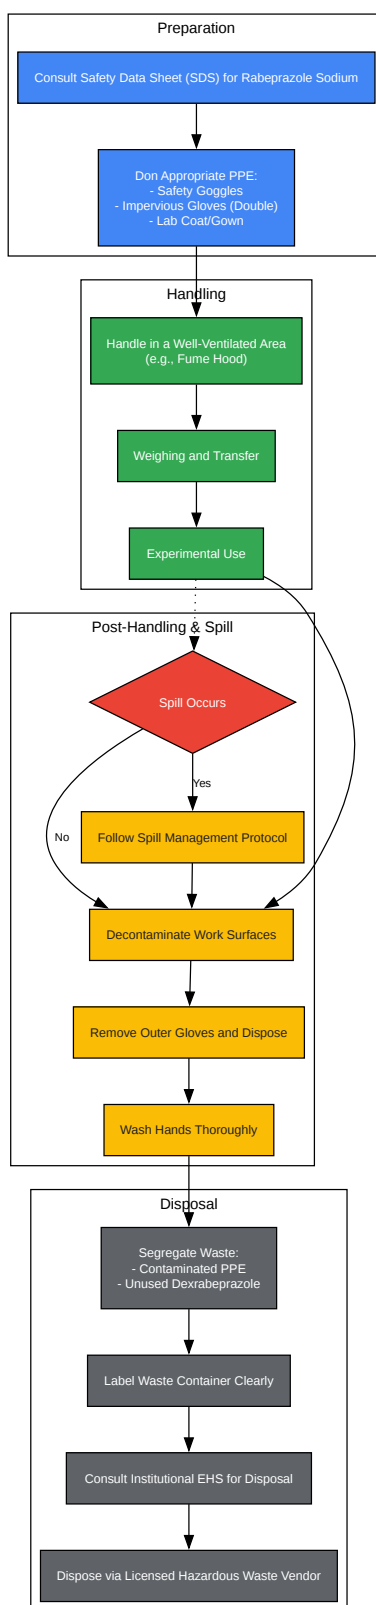 Preparation
Consult Safety Data Sheet (SDS) for Rabeprazole Sodium
Don Appropriate PPE:
- Safety Goggles
- Impervious Gloves (Double)
- Lab Coat/Gown
Handling
Handle in a Well-Ventilated Area
(e.g., Fume Hood)
Weighing and Transfer
Experimental Use
Post-Handling & Spill
Spill Occurs
Yes
No
Follow Spill Management Protocol
Decontaminate Work Surfaces
Remove Outer Gloves and Dispose
Wash Hands Thoroughly
Disposal
Segregate Waste:
- Contaminated PPE
- Unused Dexrabeprazole
Label Waste Container Clearly
Consult Institutional EHS for Disposal
Dispose via Licensed Hazardous Waste Vendor